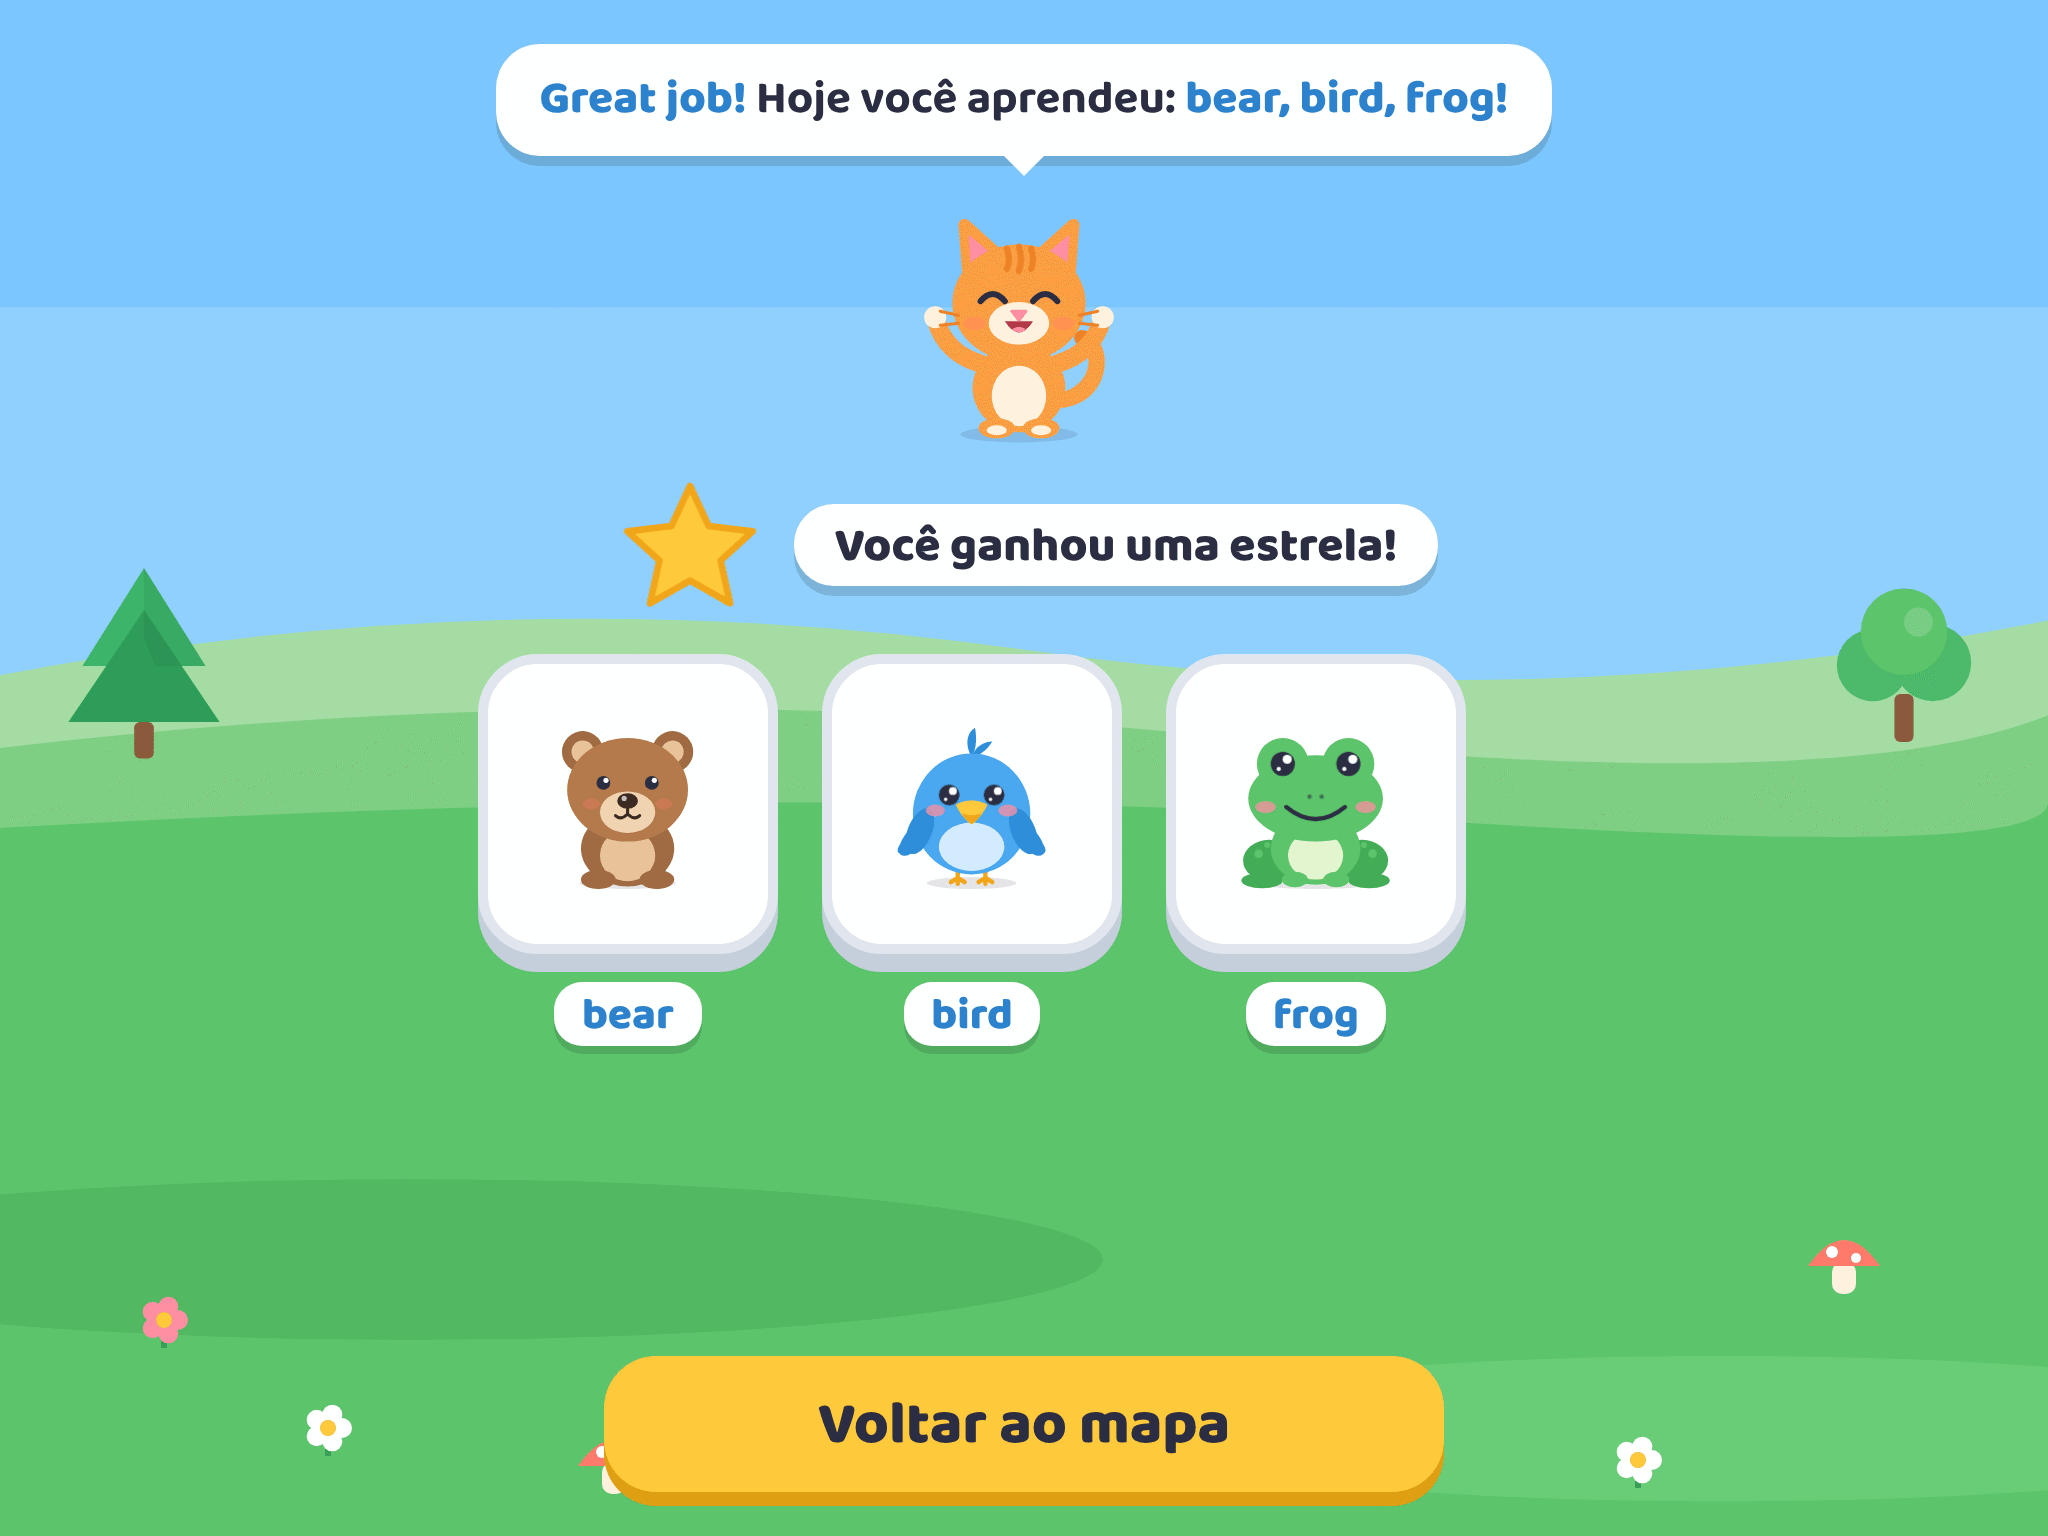 Great job! Hoje você aprendeu: bear, bird, frog!
Você ganhou uma estrela!
bear
bird
frog
Voltar ao mapa